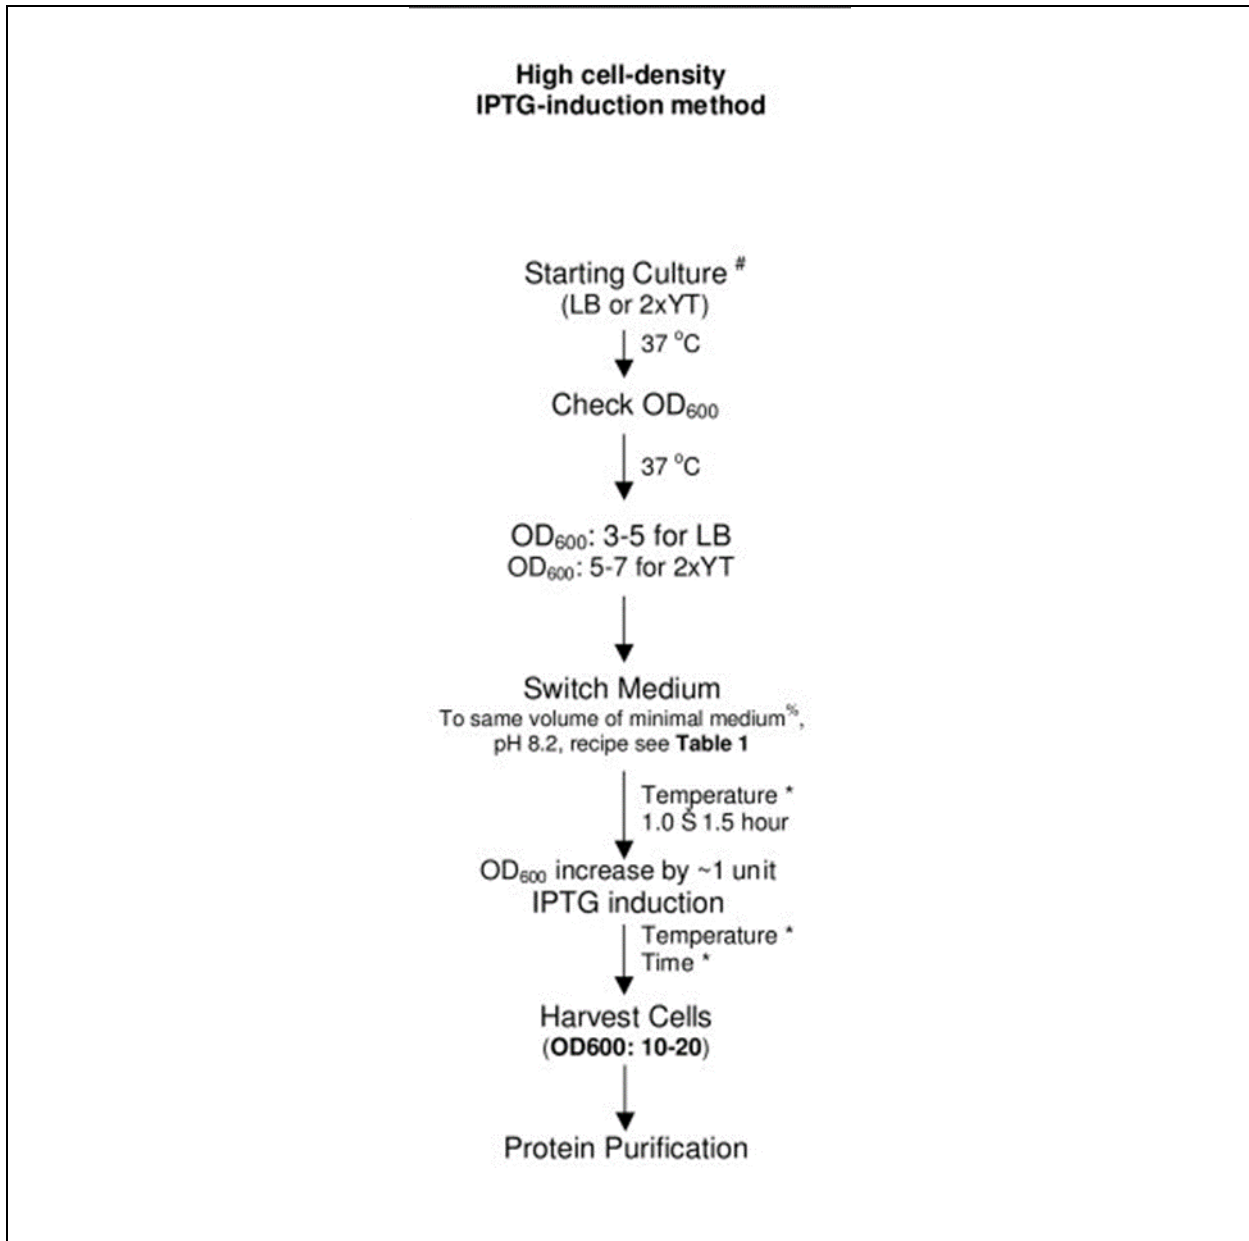 High cell-density
IPTG-induction method
Starting Culture #
(LB or 2xYT)
37 °C
Check OD600
37 °C
OD600: 3-5 for LB
OD600: 5-7 for 2xYT
Switch Medium
To same volume of minimal medium%,
pH 8.2, recipe see Table 1
Temperature *
1.0 Š 1.5 hour
OD600 increase by ~1 unit
IPTG induction
Temperature *
Time *
Harvest Cells
(OD600: 10-20)
Protein Purification